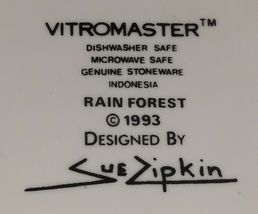 VITROMASTER™
DISHWASHER SAFE
MICROWAVE SAFE
GENUINE STONEWARE
INDONESIA
RAIN FOREST
© 1993
DESIGNED BY
SUE ZIPKIN